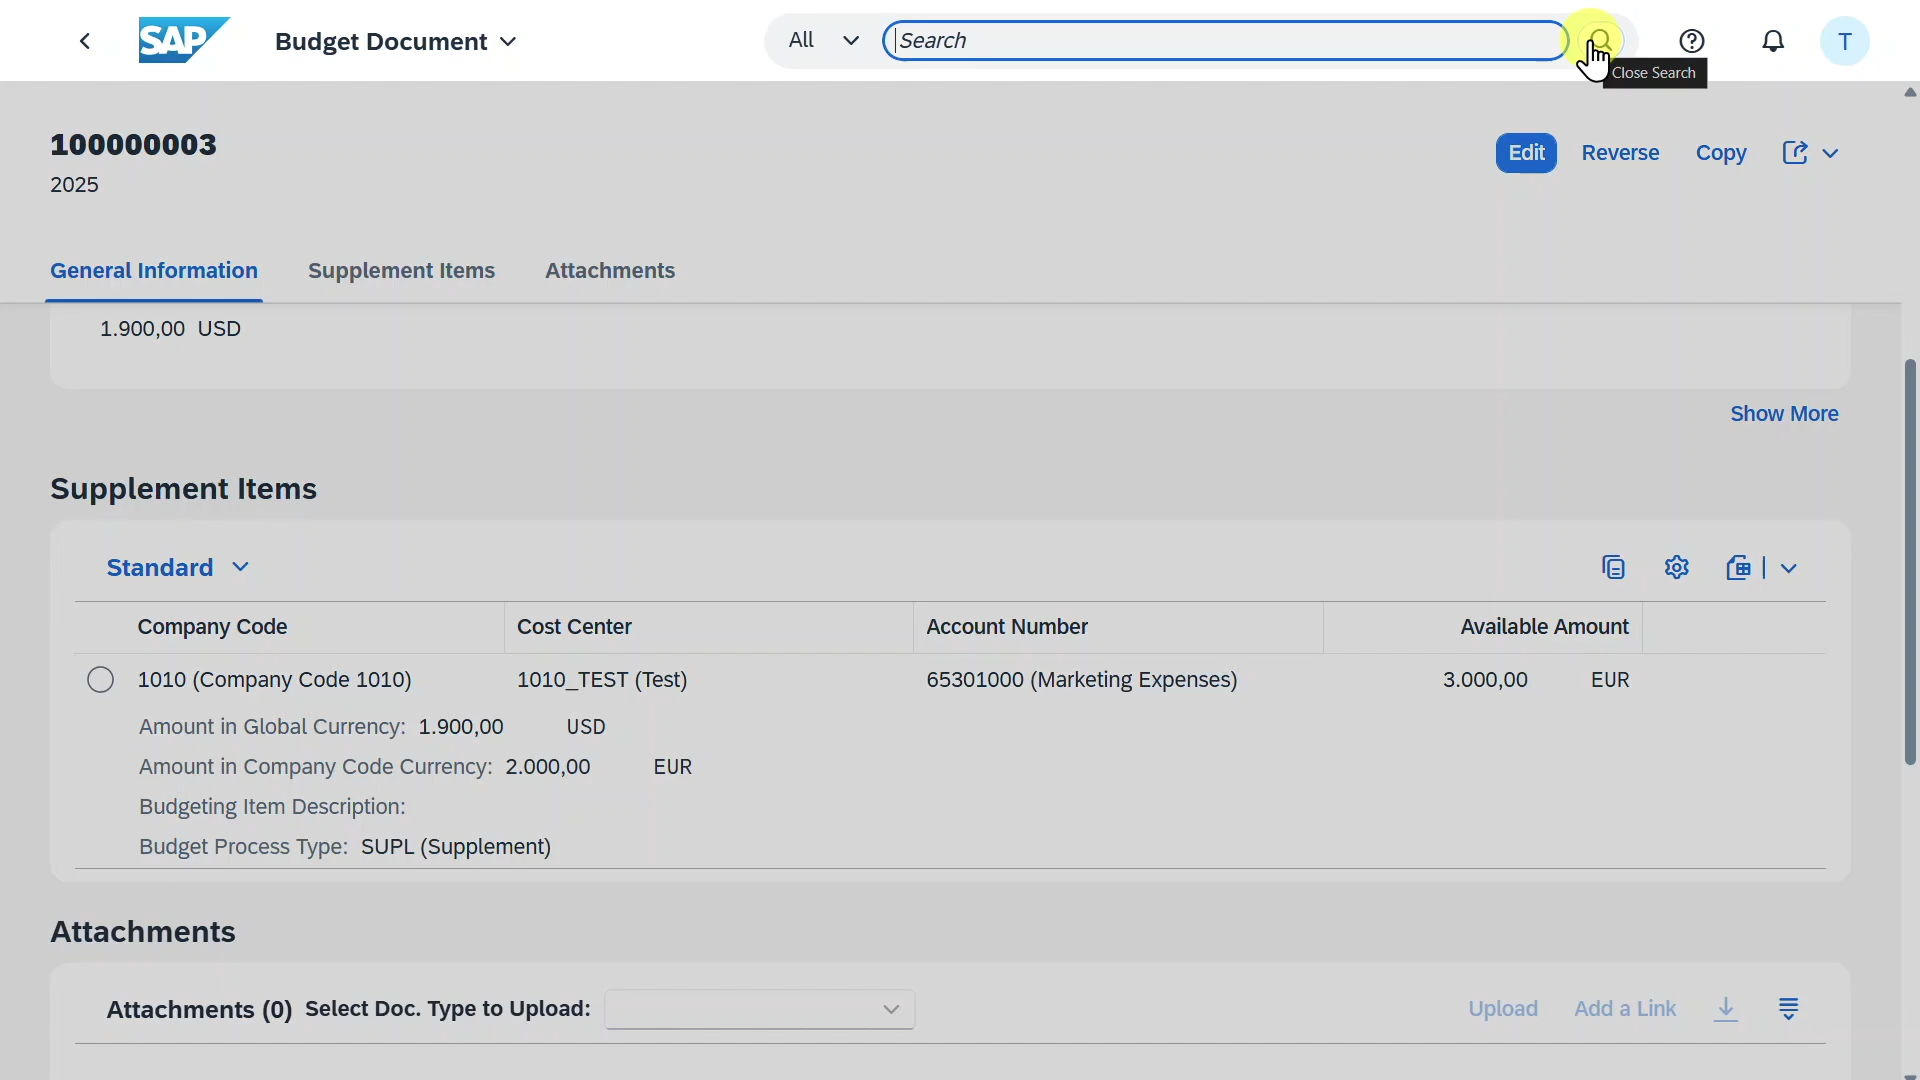 SAP
Budget Document
All
Search
T
Close Search
100000003
2025
Edit
Reverse
Copy
General Information
Supplement Items
Attachments
1.900,00 USD
Show More
Supplement Items
Standard
Company Code
Cost Center
Account Number
Available Amount
1010 (Company Code 1010)
1010_TEST (Test)
65301000 (Marketing Expenses)
3.000,00 EUR
Amount in Global Currency: 1.900,00 USD
Amount in Company Code Currency: 2.000,00 EUR
Budgeting Item Description:
Budget Process Type: SUPL (Supplement)
Attachments
Attachments (0) Select Doc. Type to Upload:
Upload
Add a Link